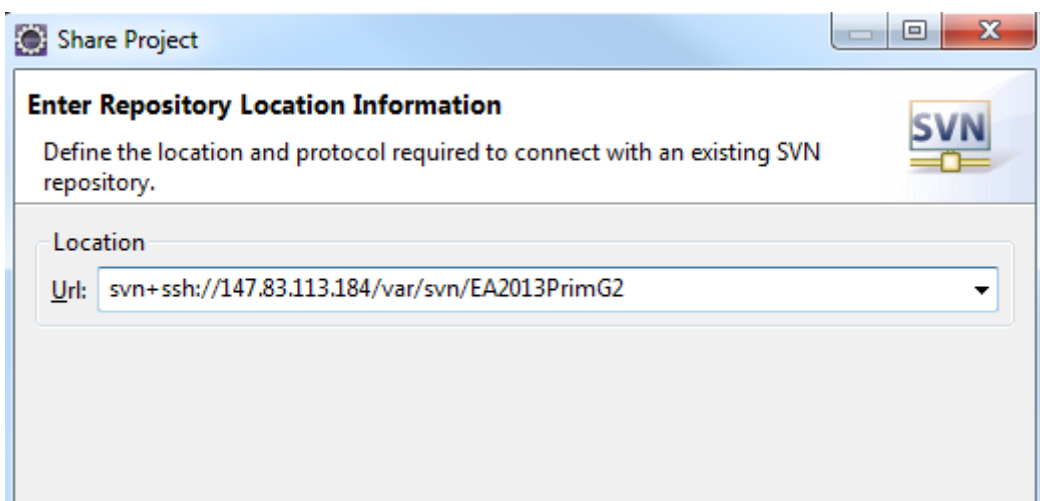 Share Project
Enter Repository Location Information
SVN
Define the location and protocol required to connect with an existing SVN
repository.
Location
Url: svn+ssh://147.83.113.184/var/svn/EA2013PrimG2